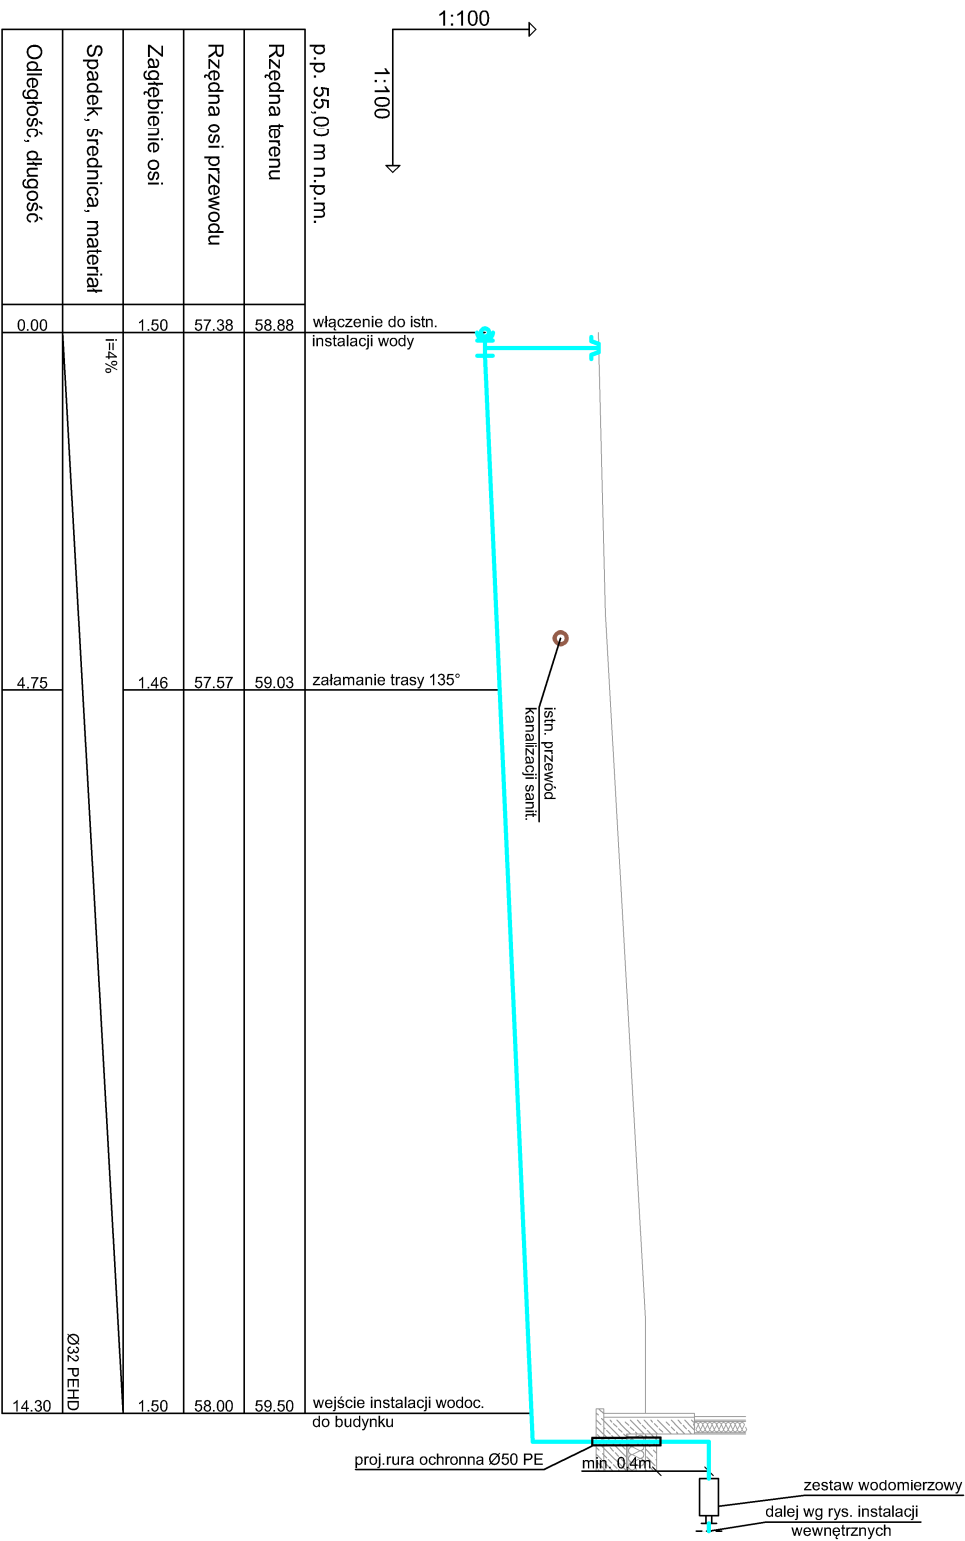 1:100
1:100
p.p. 55,00 m n.p.m.
Rzędna terenu
Rzędna osi przewodu
Zagłębienie osi
Spadek, średnica, materiał
Odległość, długość
0.00 1.50 57.38 58.88 włączenie do istn.
instalacji wody
i=4%
4.75 1.46 57.57 59.03 załamanie trasy 135°
istn. przewód
kanalizacji sanit.
Ø32 PEHD
14.30 1.50 58.00 59.50 wejście instalacji wodoc.
do budynku
proj.rura ochronna Ø50 PE
min. 0,4m
zestaw wodomierzowy
dalej wg rys. instalacji
wewnętrznych